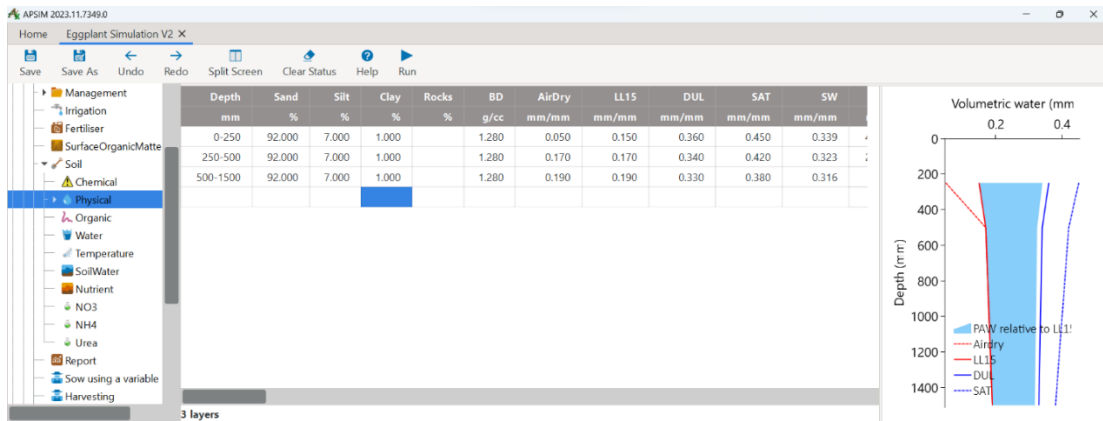 APSIM 2023.11.7349.0
Home Eggplant Simulation V2 X
Save Save As Undo Redo Split Screen Clear Status Help Run
Management
Irrigation
Fertiliser
SurfaceOrganicMatte
Soil
Chemical
Physical
Organic
Water
Temperature
SoilWater
Nutrient
NO3
NH4
Urea
Report
Sow using a variable
Harvesting
Depth Sand Silt Clay Rocks BD AirDry LL15 DUL SAT SW
mm % % % % g/cc mm/mm mm/mm mm/mm mm/mm mm/mm
0-250 92.000 7.000 1.000 1.280 0.050 0.150 0.360 0.450 0.339
250-500 92.000 7.000 1.000 1.280 0.170 0.170 0.340 0.420 0.323
500-1500 92.000 7.000 1.000 1.280 0.190 0.190 0.330 0.380 0.316
3 layers
Volumetric water (mm
0.2 0.4
0
200
400
600
800
1000
1200
1400
Depth (mm)
PAW relative to LL15
Airdry
LL15
DUL
SAT